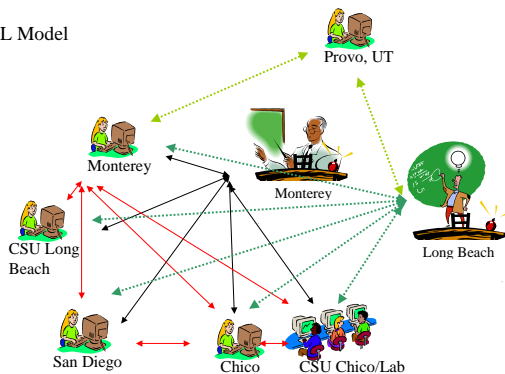 L Model
Provo, UT
Monterey
Monterey
CSU Long
Beach
Long Beach
San Diego
Chico
CSU Chico/Lab